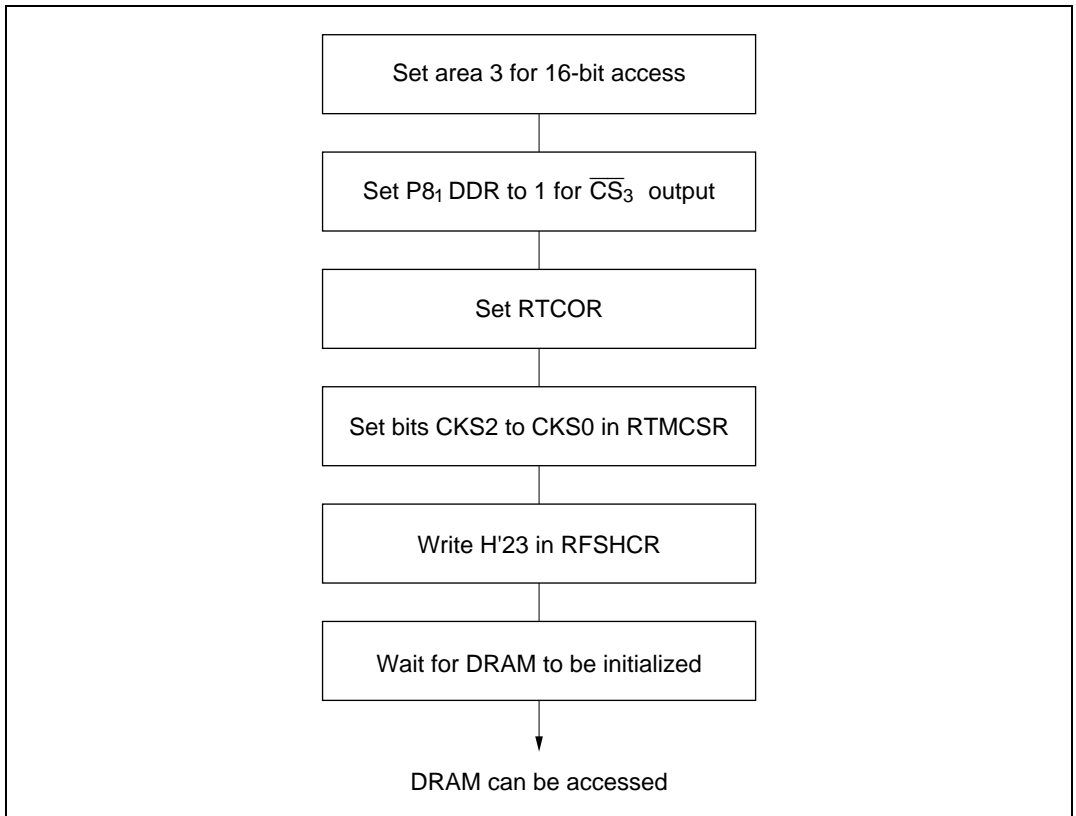 Set area 3 for 16-bit access
Set P8₁ DDR to 1 for C̅S̅₃ output
Set RTCOR
Set bits CKS2 to CKS0 in RTMCSR
Write H'23 in RFSHCR
Wait for DRAM to be initialized
DRAM can be accessed